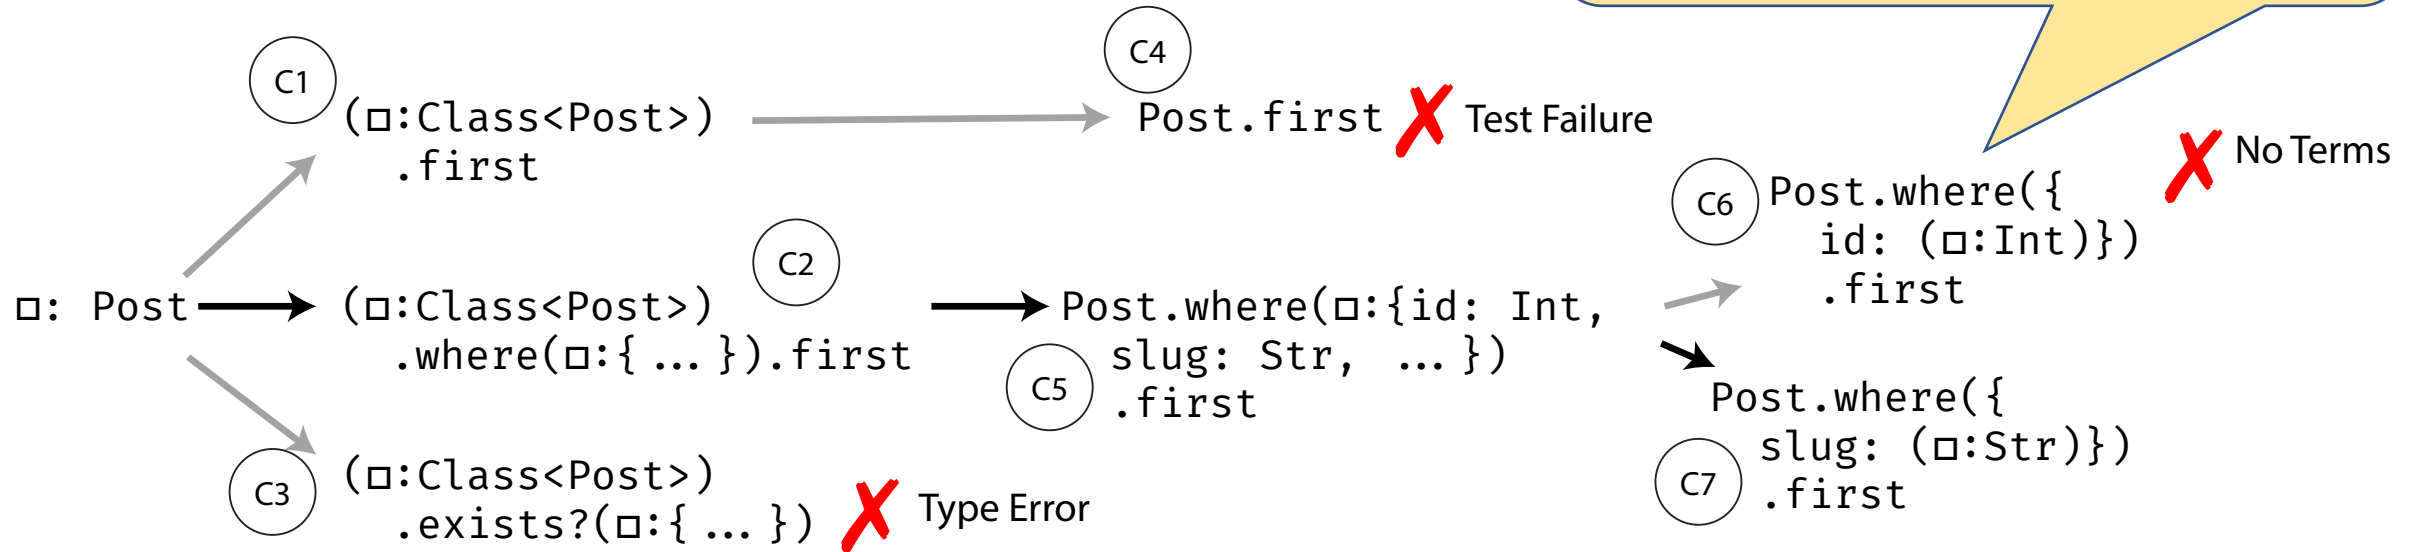 C1
(□:Class<Post>)
.first
C4
Post.first ✗ Test Failure
□: Post
(□:Class<Post>)
.where(□:{ … }).first
C2
Post.where(□:{id: Int,
slug: Str, … })
.first
C5
C6
Post.where({
id: (□:Int)})
.first
✗ No Terms
Post.where({
slug: (□:Str)})
.first
C7
C3
(□:Class<Post>)
.exists?(□:{ … }) ✗ Type Error